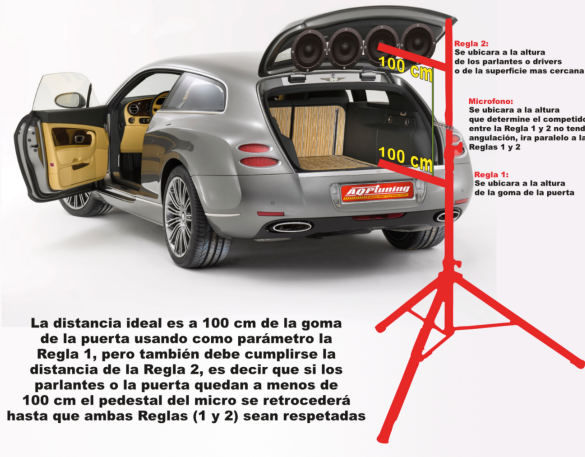 Regla 2:
Se ubicara a la altura
de los parlantes o drivers
o de la superficie mas cercana
100 cm
Microfono:
Se ubicara a la altura
que determine el competido
entre la Regla 1 y 2 no tend
angulación, ira paralelo a la
Reglas 1 y 2
100 cm
Regla 1:
Se ubicara a la altura
de la goma de la puerta
AQPTuning
La distancia ideal es a 100 cm de la goma
de la puerta usando como parámetro la
Regla 1, pero también debe cumplirse la
distancia de la Regla 2, es decir que si los
parlantes o la puerta quedan a menos de
100 cm el pedestal del micro se retrocederá
hasta que ambas Reglas (1 y 2) sean respetadas